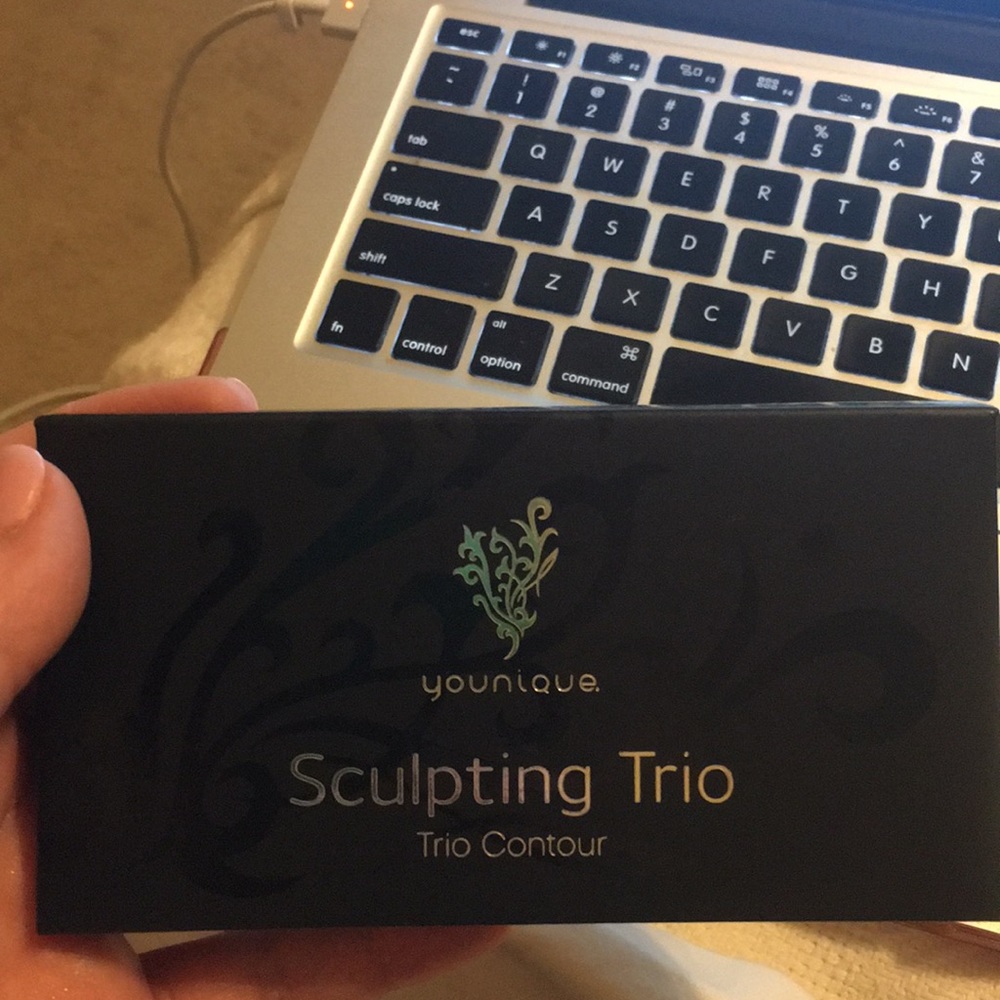 esc F1 F2 F3 F4 F5 F6
~ ! 1 @ 2 # 3 $ 4 % 5 ^ 6 & 7
tab Q W E R T Y
caps lock A S D F G H
shift Z X C V B N
fn control alt option ⌘ command
younique.
Sculpting Trio
Trio Contour